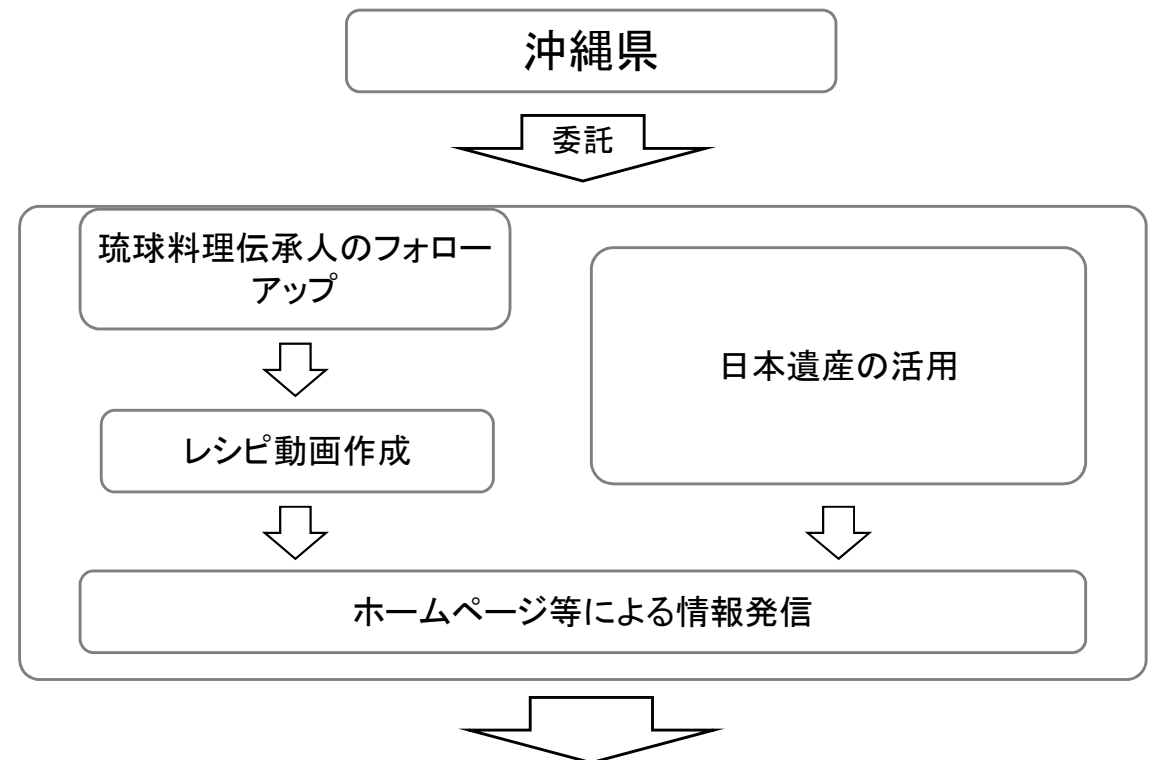 沖縄県
委託
琉球料理伝承人のフォロー
アップ
日本遺産の活用
レシピ動画作成
ホームページ等による情報発信